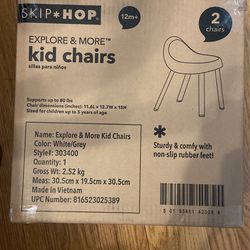 SKIP*HOP
12m+
2
chairs
EXPLORE & MORE™
kid chairs
sillas para niños
Supports up to 80 lbs
Chair dimensions (inches): 11.6L × 12.7W × 15H
Sized for children up to 5 years of age
Name: Explore & More Kid Chairs
Color: White/Grey
Style#: 303400
Quantity: 1
Gross Wt: 2.52 kg
Meas: 30.5cm x 19.5cm x 30.5cm
Made in Vietnam
UPC Number: 816523025389
Sturdy & comfy with
non-slip rubber feet!